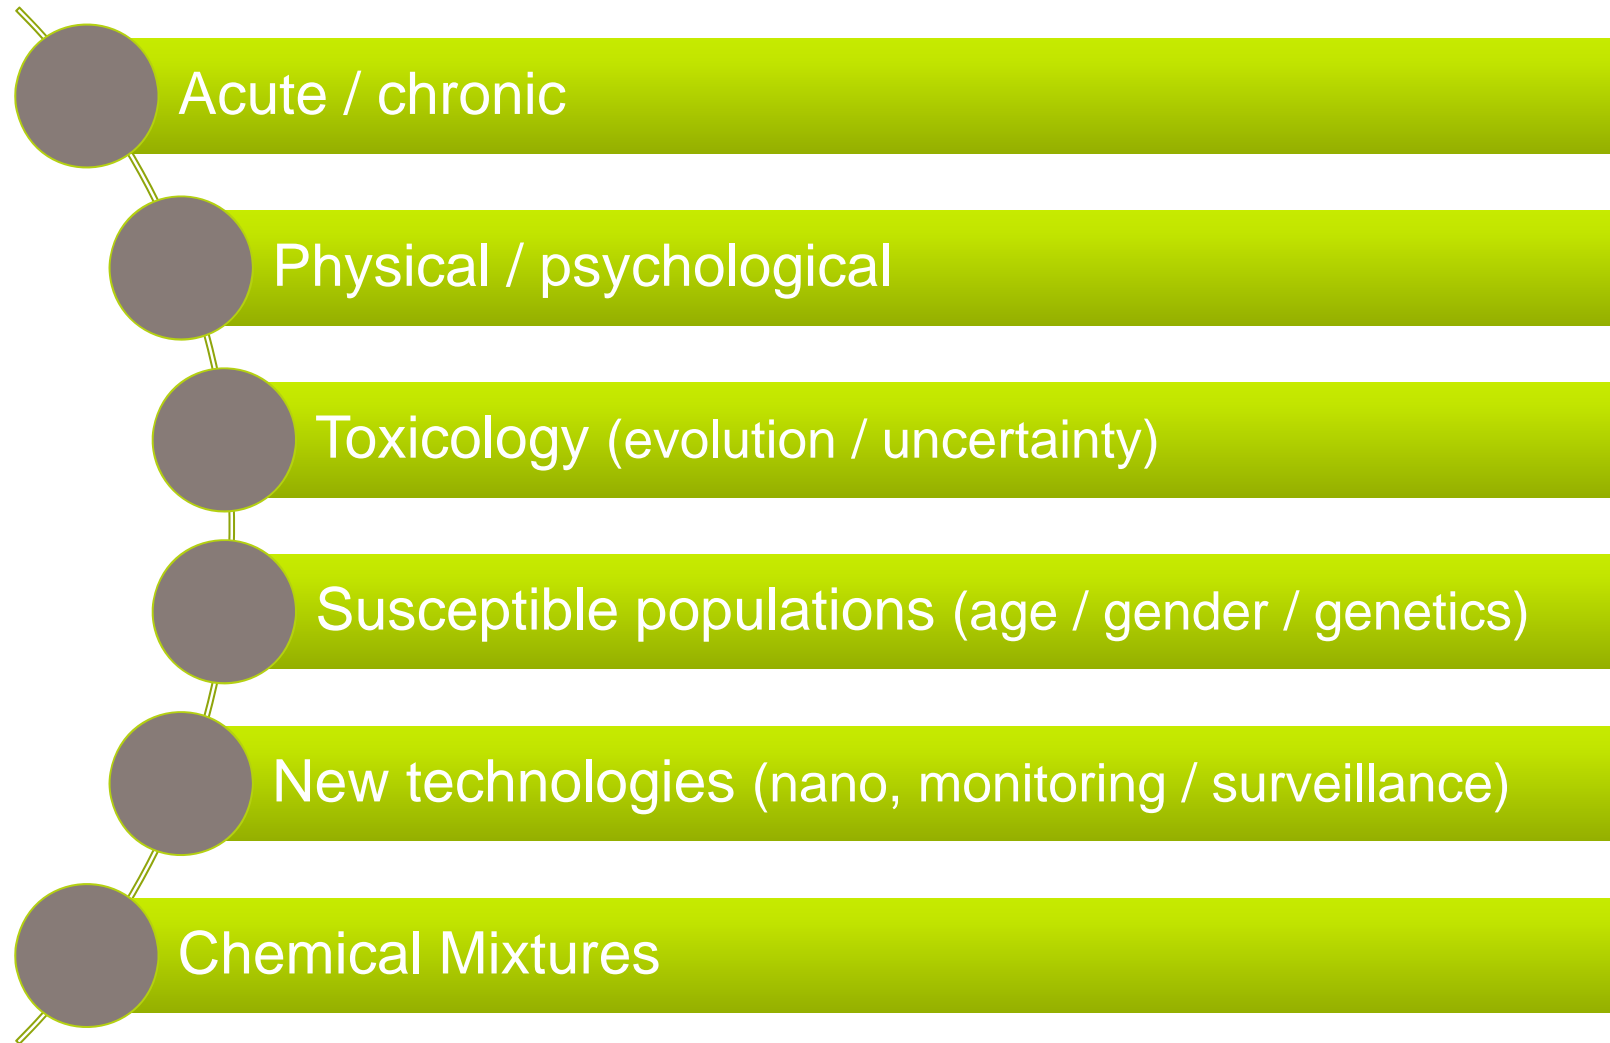 Acute / chronic
Physical / psychological
Toxicology (evolution / uncertainty)
Susceptible populations (age / gender / genetics)
New technologies (nano, monitoring / surveillance)
Chemical Mixtures